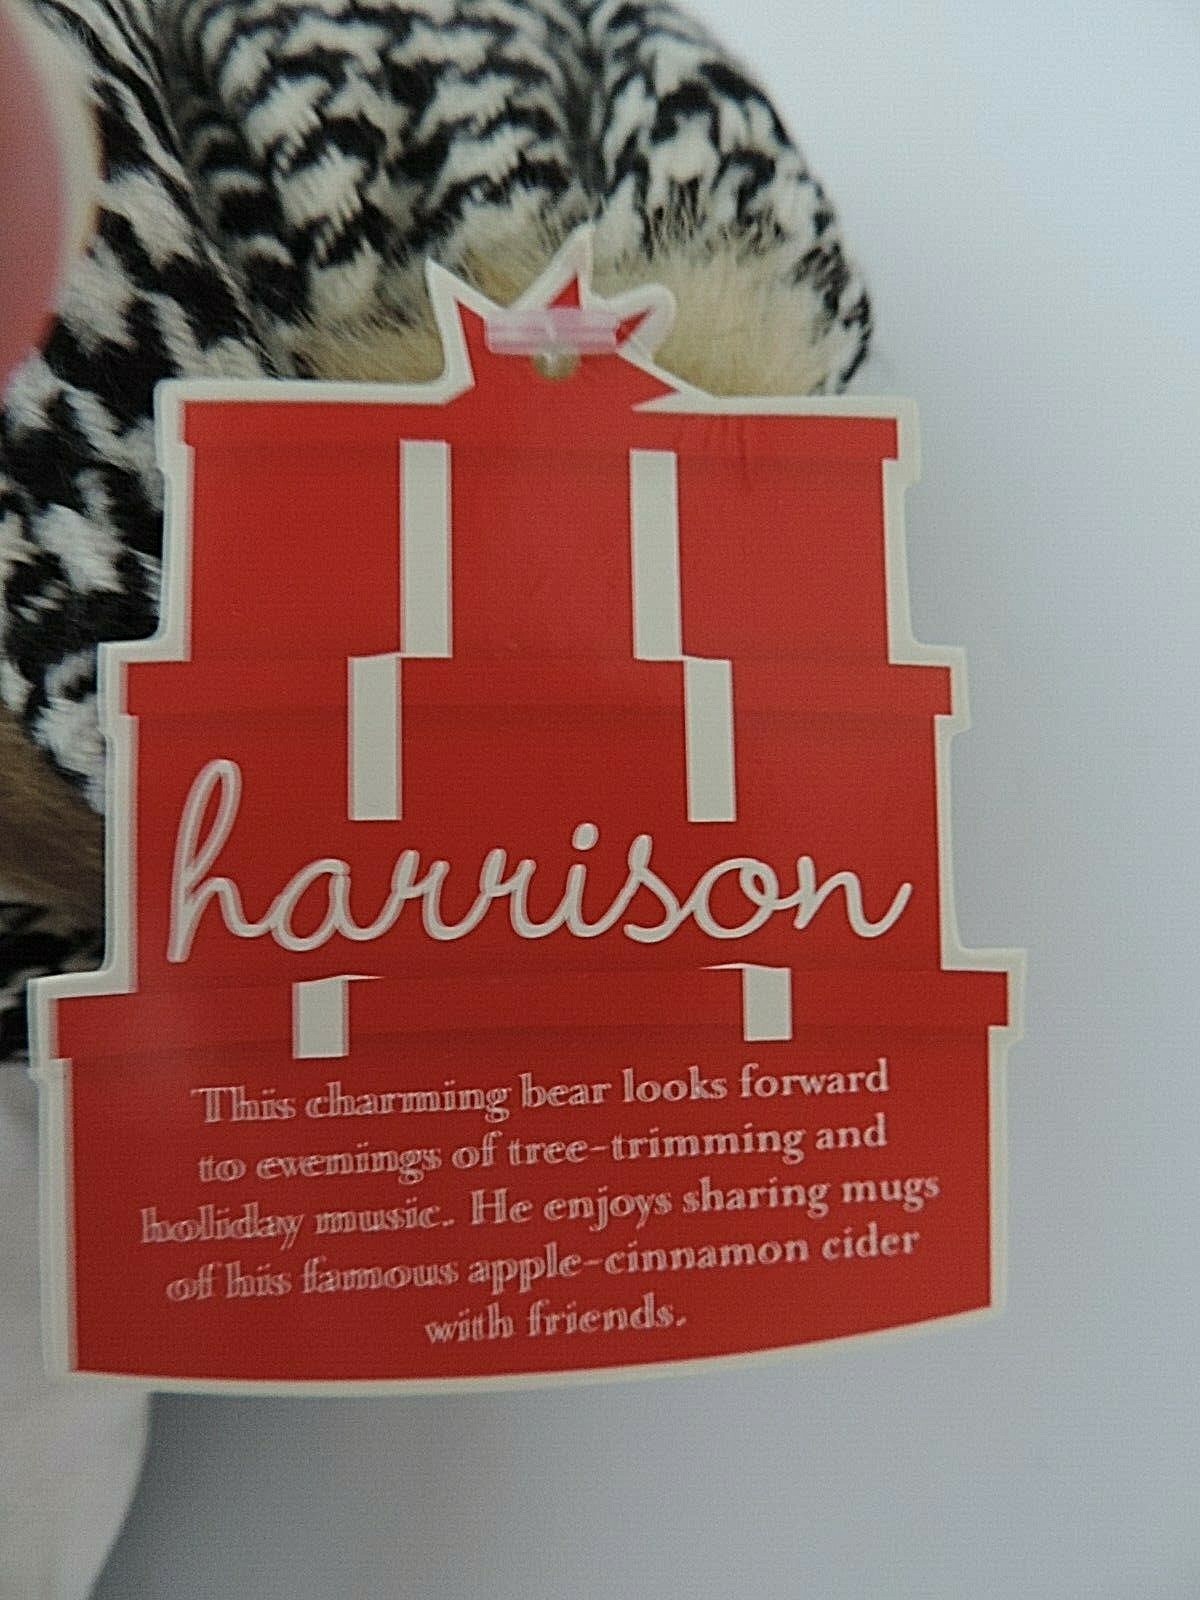 harrison
This charming bear looks forward
to evenings of tree-trimming and
holiday music. He enjoys sharing mugs
of his famous apple-cinnamon cider
with friends.